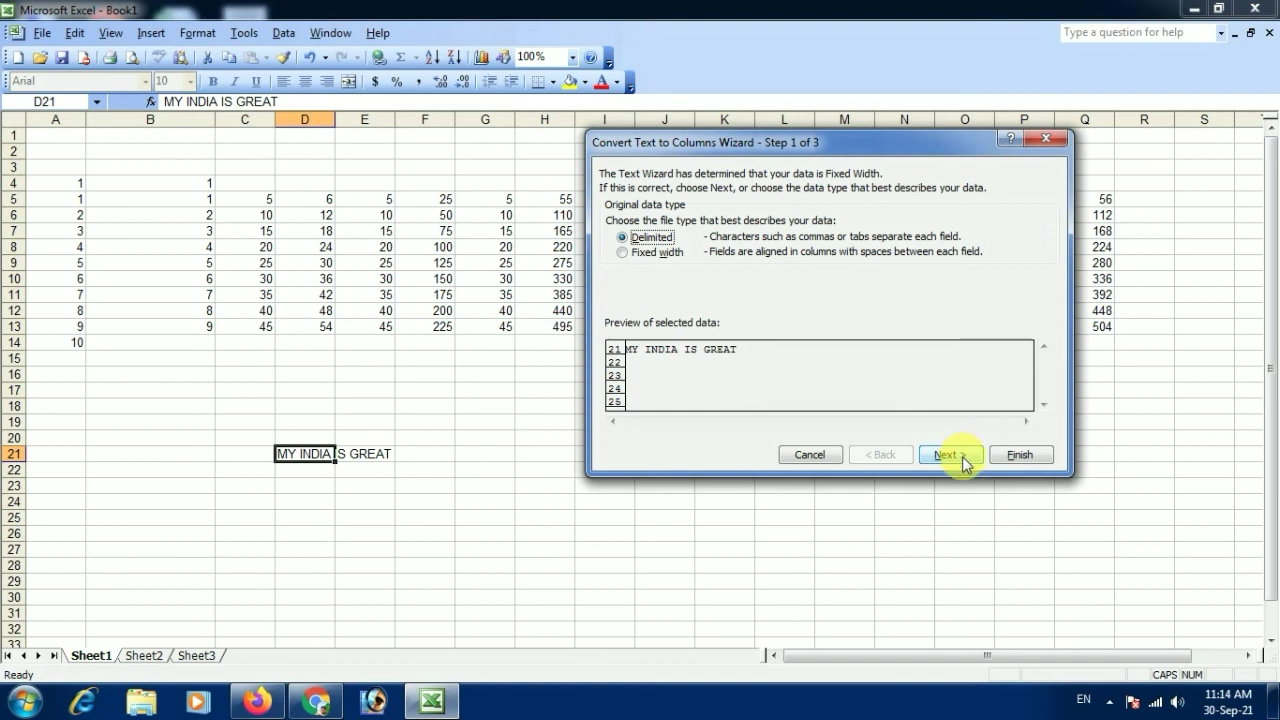 Microsoft Excel - Book1
File Edit View Insert Format Tools Data Window Help Type a question for help
100%
Arial 10 B I U $ % ,
D21 fx MY INDIA IS GREAT
A B C D E F G H I J K L M N O P Q R S
1
2
3
4 1 1
5 1 1 5 6 5 25 5 55 56
6 2 2 10 12 10 50 10 110 112
7 3 3 15 18 15 75 15 165 168
8 4 4 20 24 20 100 20 220 224
9 5 5 25 30 25 125 25 275 280
10 6 6 30 36 30 150 30 330 336
11 7 7 35 42 35 175 35 385 392
12 8 8 40 48 40 200 40 440 448
13 9 9 45 54 45 225 45 495 504
14 10
15
16
17
18
19
20
21 MY INDIA IS GREAT
22
23
24
25
26
27
28
29
30
31
32
33
Convert Text to Columns Wizard - Step 1 of 3
The Text Wizard has determined that your data is Fixed Width.
If this is correct, choose Next, or choose the data type that best describes your data.
Original data type
Choose the file type that best describes your data:
Delimited - Characters such as commas or tabs separate each field.
Fixed width - Fields are aligned in columns with spaces between each field.
Preview of selected data:
21 MY INDIA IS GREAT
22
23
24
25
Cancel < Back Next > Finish
Sheet1 Sheet2 Sheet3
Ready CAPS NUM
EN 11:14 AM
30-Sep-21